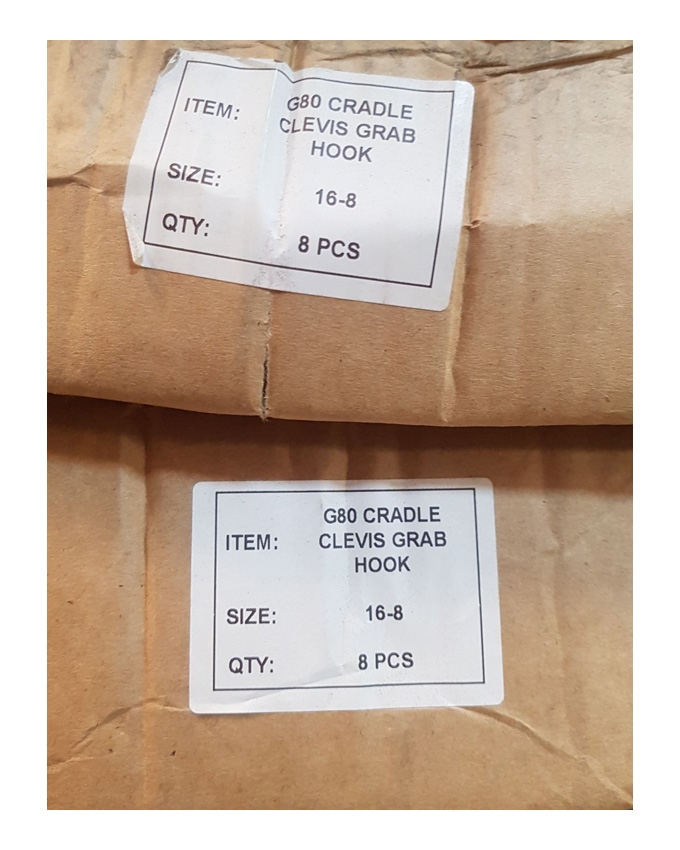 G80 CRADLE
ITEM: CLEVIS GRAB
HOOK
SIZE: 16-8
QTY: 8 PCS
G80 CRADLE
ITEM: CLEVIS GRAB
HOOK
SIZE: 16-8
QTY: 8 PCS